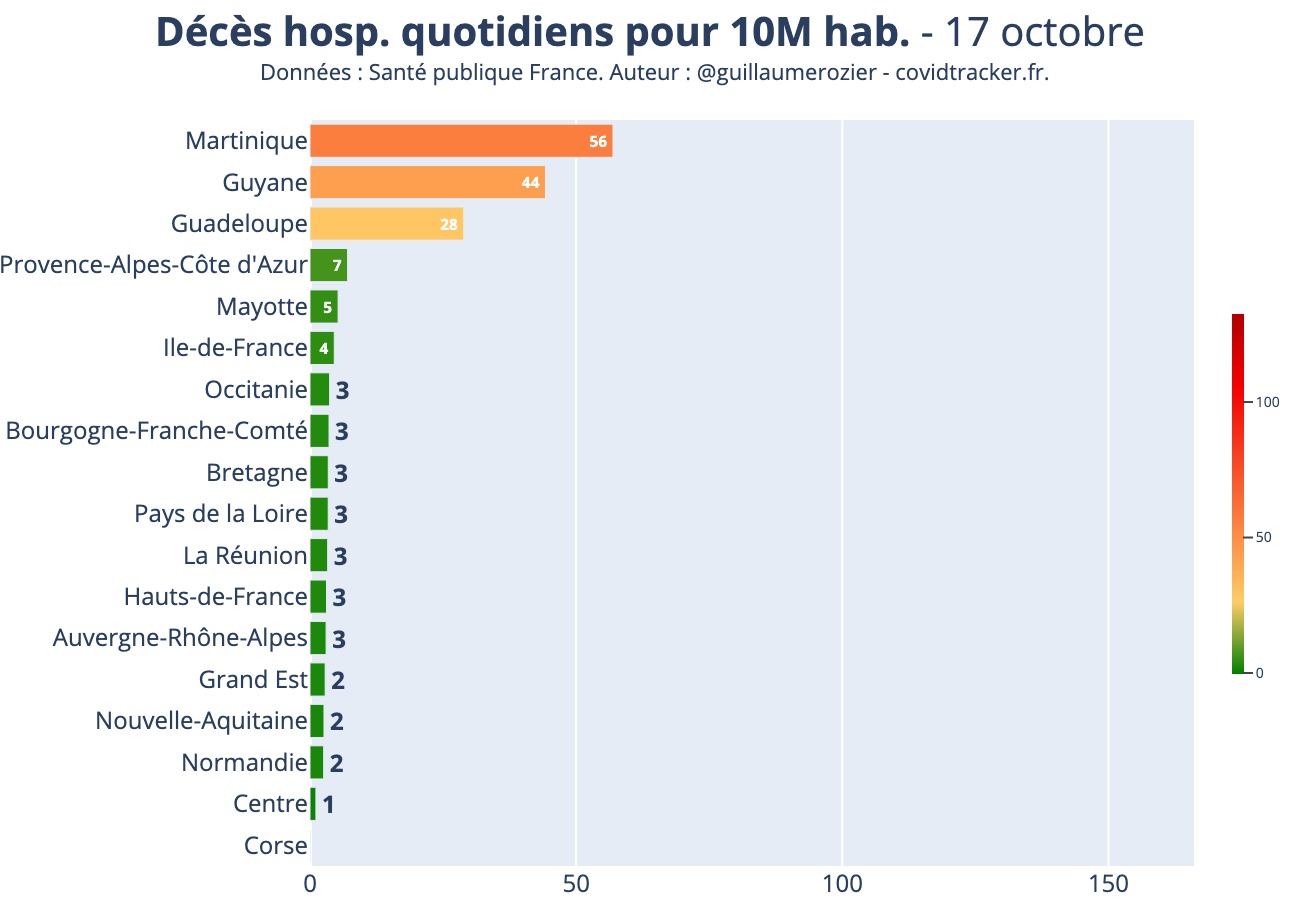 Décès hosp. quotidiens pour 10M hab. - 17 octobre
Données : Santé publique France. Auteur : @guillaumerozier - covidtracker.fr.
Martinique 56
Guyane 44
Guadeloupe 28
Provence-Alpes-Côte d'Azur 7
Mayotte 5
Ile-de-France 4
Occitanie 3
Bourgogne-Franche-Comté 3
Bretagne 3
Pays de la Loire 3
La Réunion 3
Hauts-de-France 3
Auvergne-Rhône-Alpes 3
Grand Est 2
Nouvelle-Aquitaine 2
Normandie 2
Centre 1
Corse
0 50 100 150
100
50
0